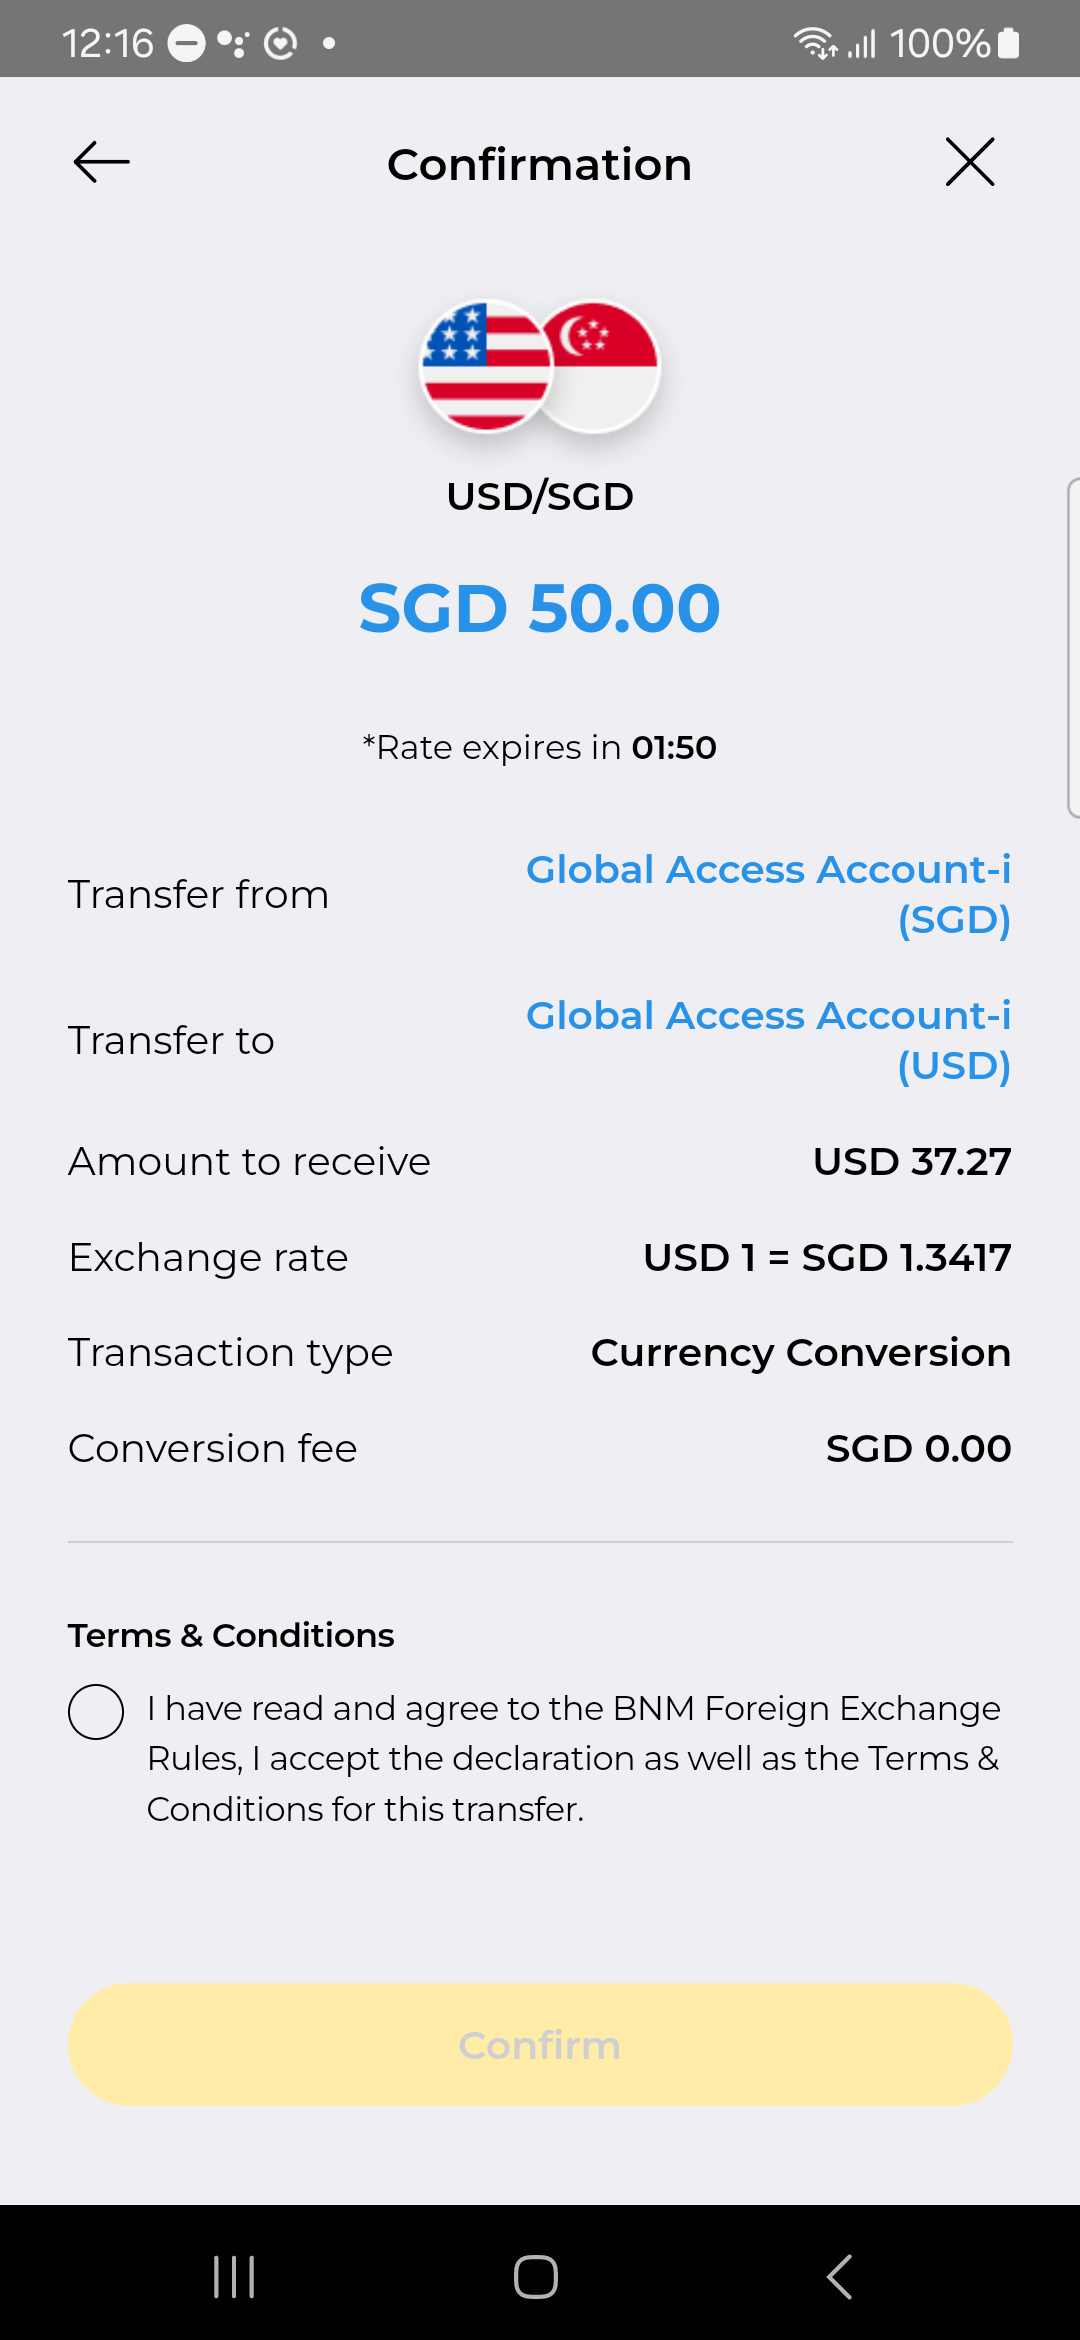 12:16
100%
Confirmation
USD/SGD
SGD 50.00
*Rate expires in 01:50
Transfer from
Global Access Account-i
(SGD)
Transfer to
Global Access Account-i
(USD)
Amount to receive
USD 37.27
Exchange rate
USD 1 = SGD 1.3417
Transaction type
Currency Conversion
Conversion fee
SGD 0.00
Terms & Conditions
I have read and agree to the BNM Foreign Exchange
Rules, I accept the declaration as well as the Terms &
Conditions for this transfer.
Confirm